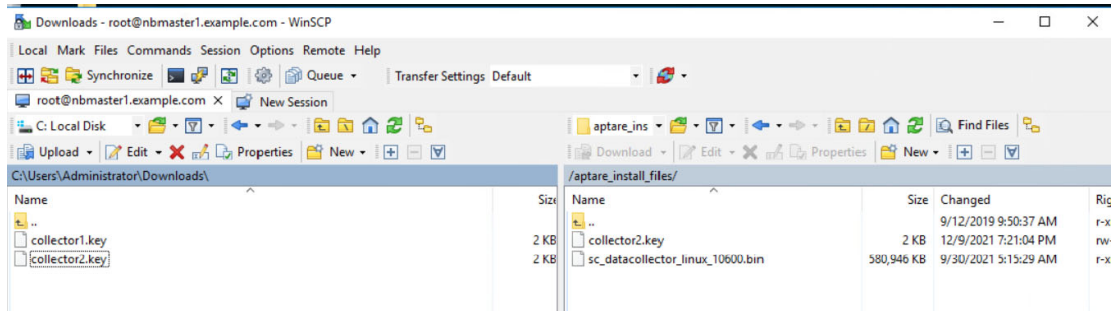 Downloads - root@nbmaster1.example.com - WinSCP
Local Mark Files Commands Session Options Remote Help
Synchronize Queue Transfer Settings Default
root@nbmaster1.example.com X New Session
C: Local Disk aptare_ins Find Files
Upload Edit Properties New Download Edit Properties New
C:\Users\Administrator\Downloads\ /aptare_install_files/
Name Size Name Size Changed Rig
.. .. 9/12/2019 9:50:37 AM r-x
collector1.key 2 KB collector2.key 2 KB 12/9/2021 7:21:04 PM rw-
collector2.key 2 KB sc_datacollector_linux_10600.bin 580,946 KB 9/30/2021 5:15:29 AM r-x